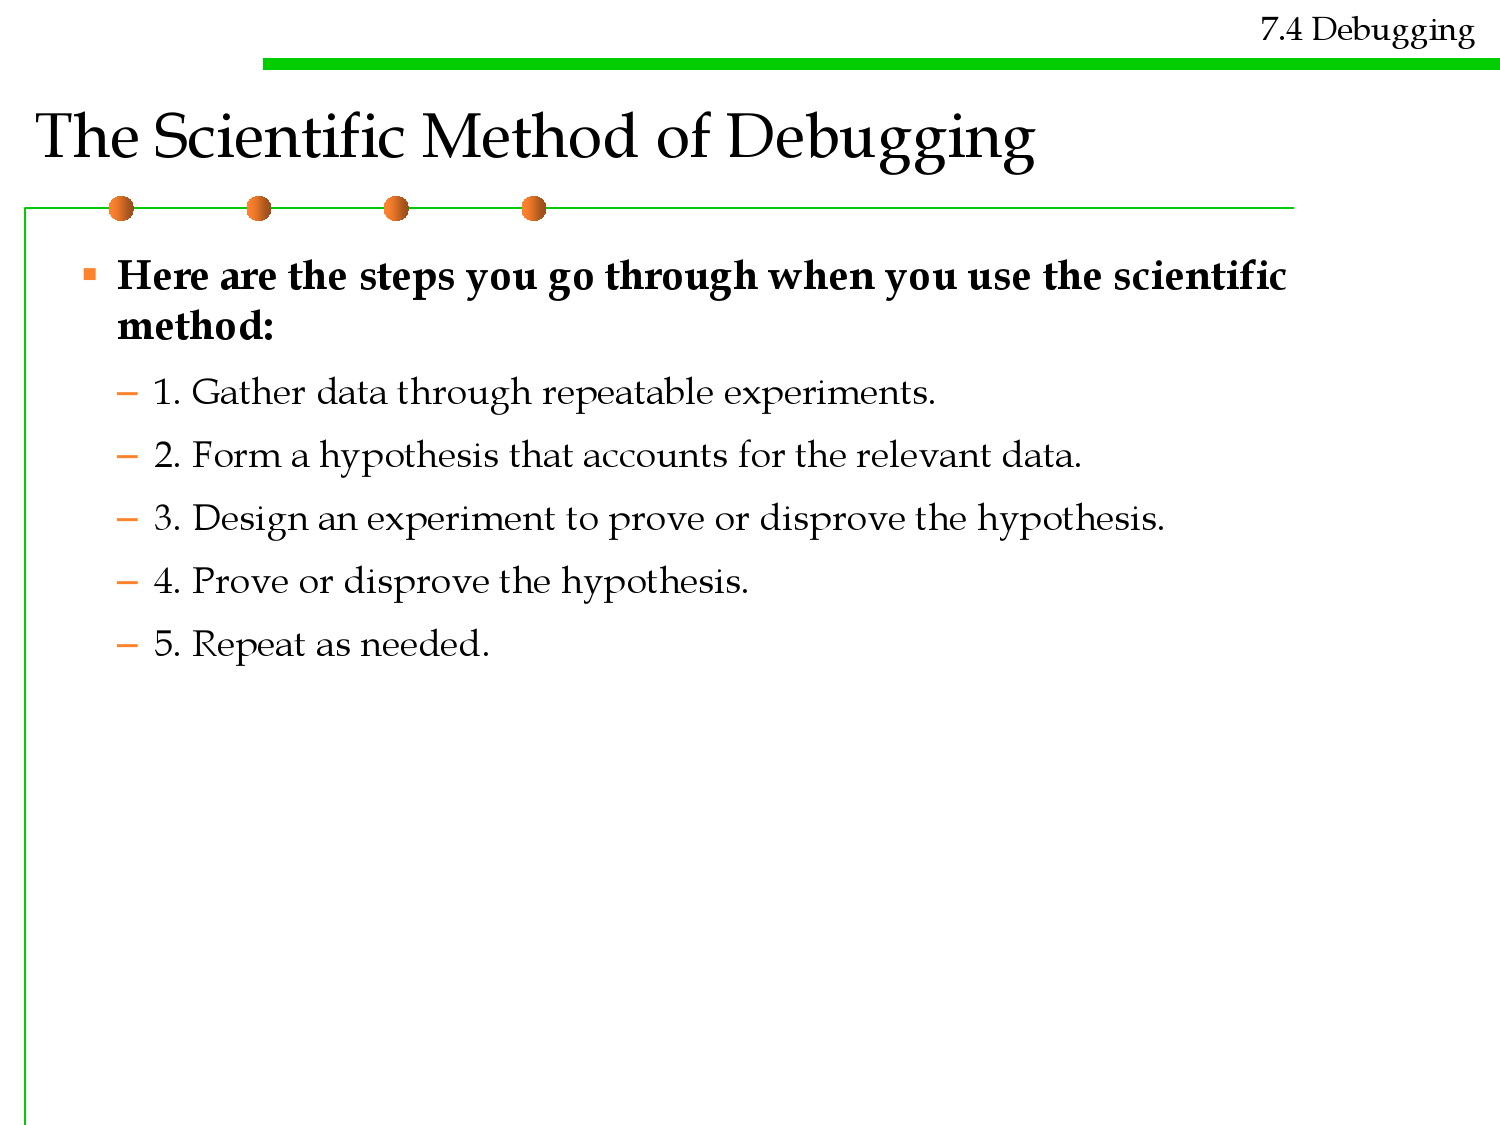 7.4 Debugging
The Scientific Method of Debugging
▪ Here are the steps you go through when you use the scientific
method:
– 1. Gather data through repeatable experiments.
– 2. Form a hypothesis that accounts for the relevant data.
– 3. Design an experiment to prove or disprove the hypothesis.
– 4. Prove or disprove the hypothesis.
– 5. Repeat as needed.